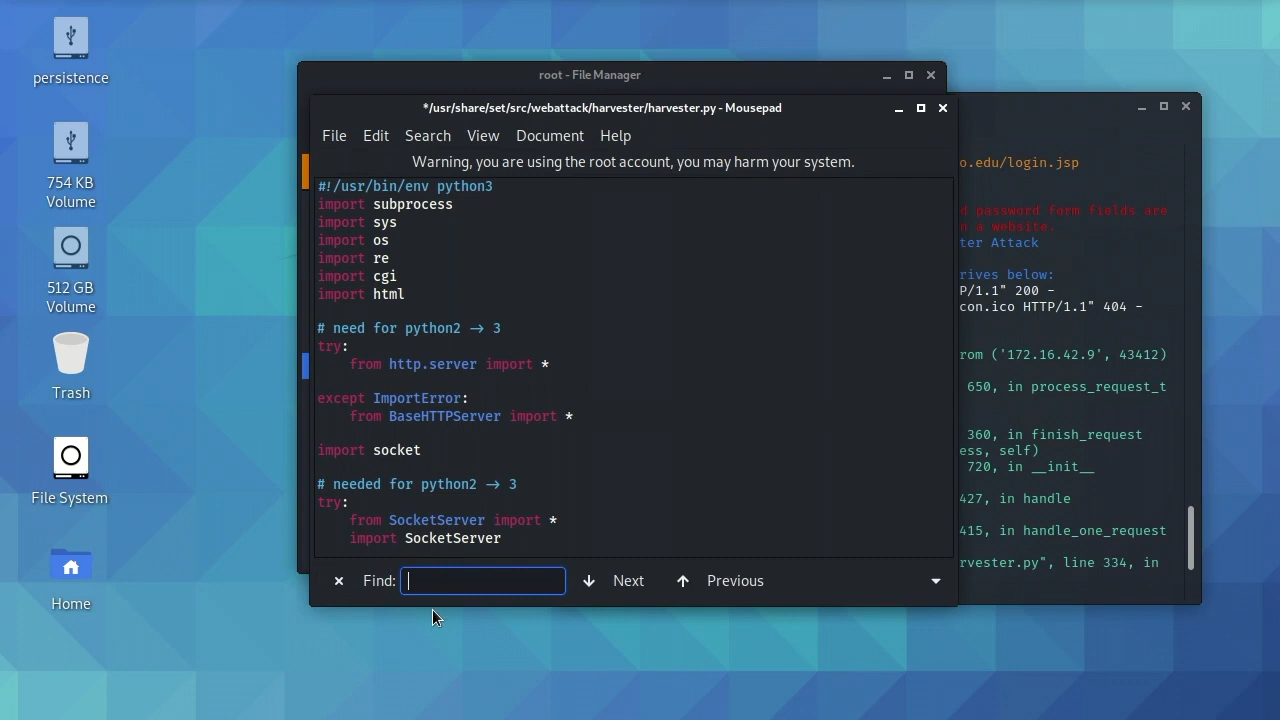 persistence
754 KB
Volume
512 GB
Volume
Trash
File System
Home
root - File Manager
*/usr/share/set/src/webattack/harvester/harvester.py - Mousepad
File Edit Search View Document Help
Warning, you are using the root account, you may harm your system.
#!/usr/bin/env python3
import subprocess
import sys
import os
import re
import cgi
import html
# need for python2 -> 3
try:
from http.server import *
except ImportError:
from BaseHTTPServer import *
import socket
# needed for python2 -> 3
try:
from SocketServer import *
import SocketServer
Find: Next Previous
o.edu/login.jsp
d password form fields are
n a website.
ter Attack
rives below:
P/1.1" 200 -
con.ico HTTP/1.1" 404 -
rom ('172.16.42.9', 43412)
650, in process_request_t
360, in finish_request
ess, self)
720, in __init__
427, in handle
415, in handle_one_request
rvester.py", line 334, in